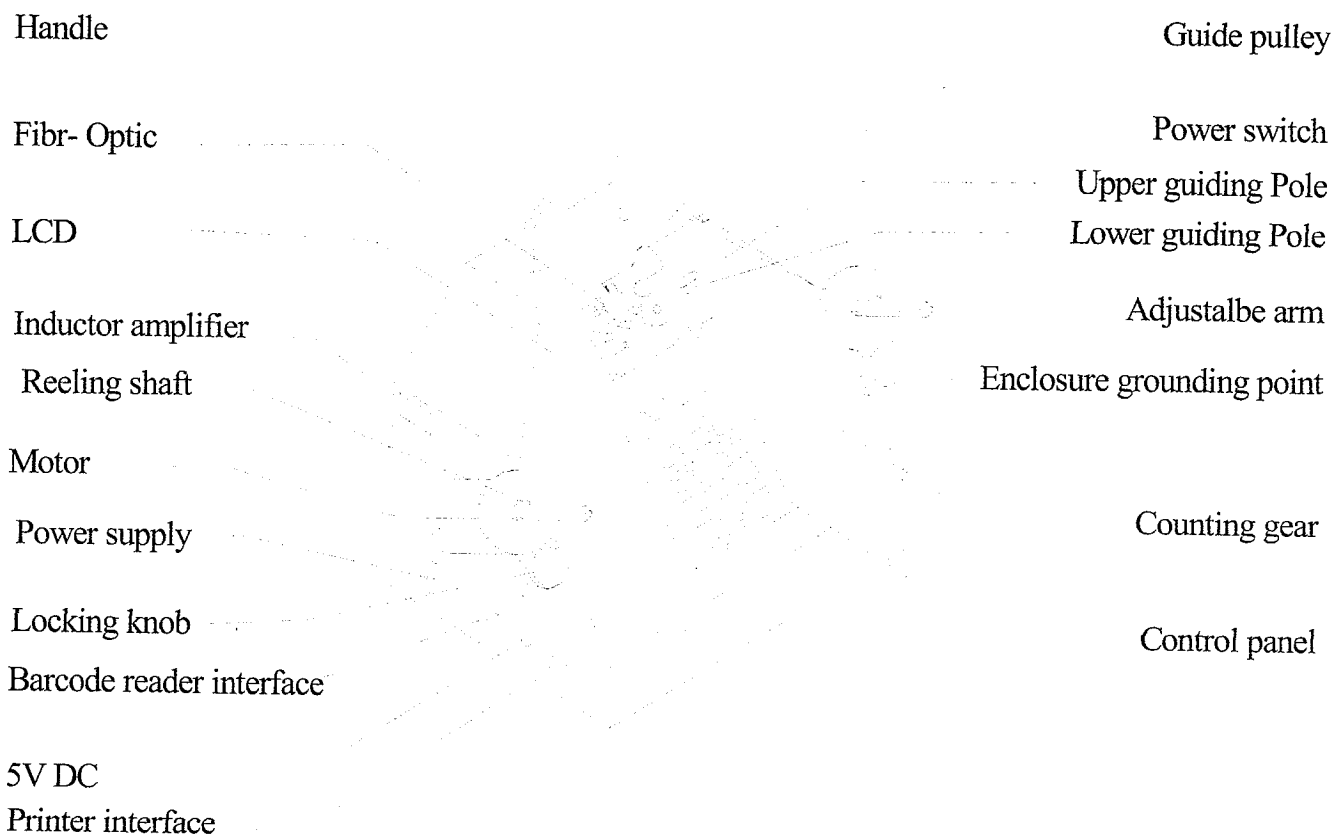 Handle
Guide pulley
Fibr- Optic
Power switch
Upper guiding Pole
LCD
Lower guiding Pole
Inductor amplifier
Adjustalbe arm
Reeling shaft
Enclosure grounding point
Motor
Power supply
Counting gear
Locking knob
Control panel
Barcode reader interface
5V DC
Printer interface